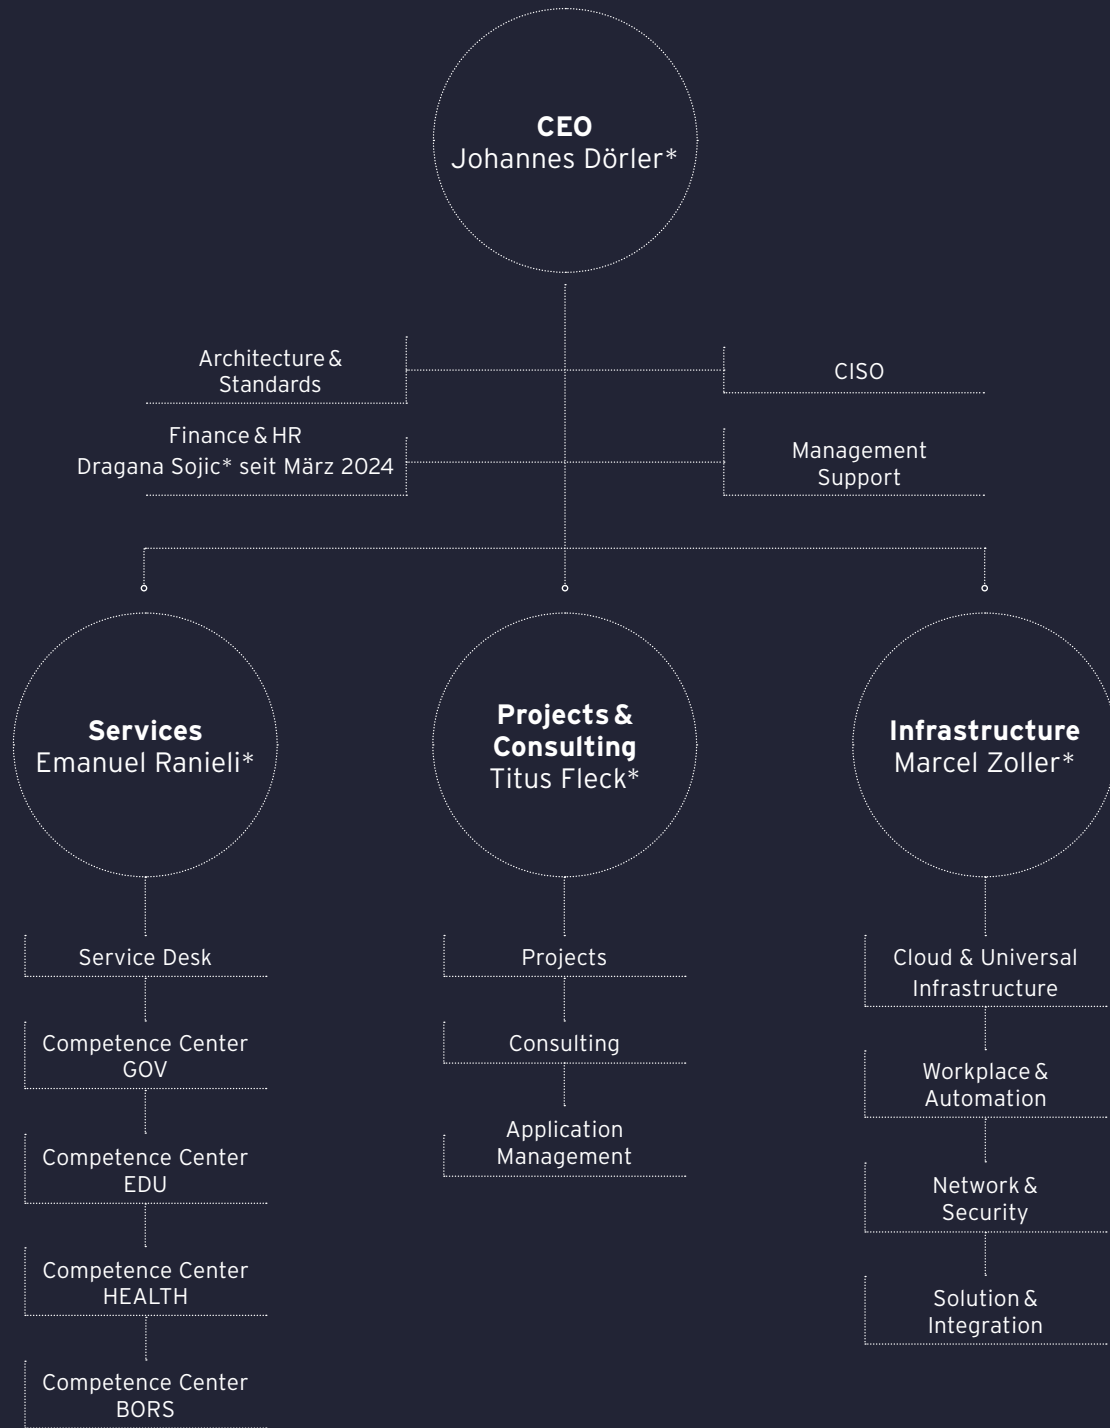 CEO
Johannes Dörler*
Architecture &
Standards
CISO
Finance & HR
Dragana Sojic* seit März 2024
Management
Support
Services
Emanuel Ranieli*
Projects &
Consulting
Titus Fleck*
Infrastructure
Marcel Zoller*
Service Desk
Competence Center
GOV
Competence Center
EDU
Competence Center
HEALTH
Competence Center
BORS
Projects
Consulting
Application
Management
Cloud & Universal
Infrastructure
Workplace &
Automation
Network &
Security
Solution &
Integration